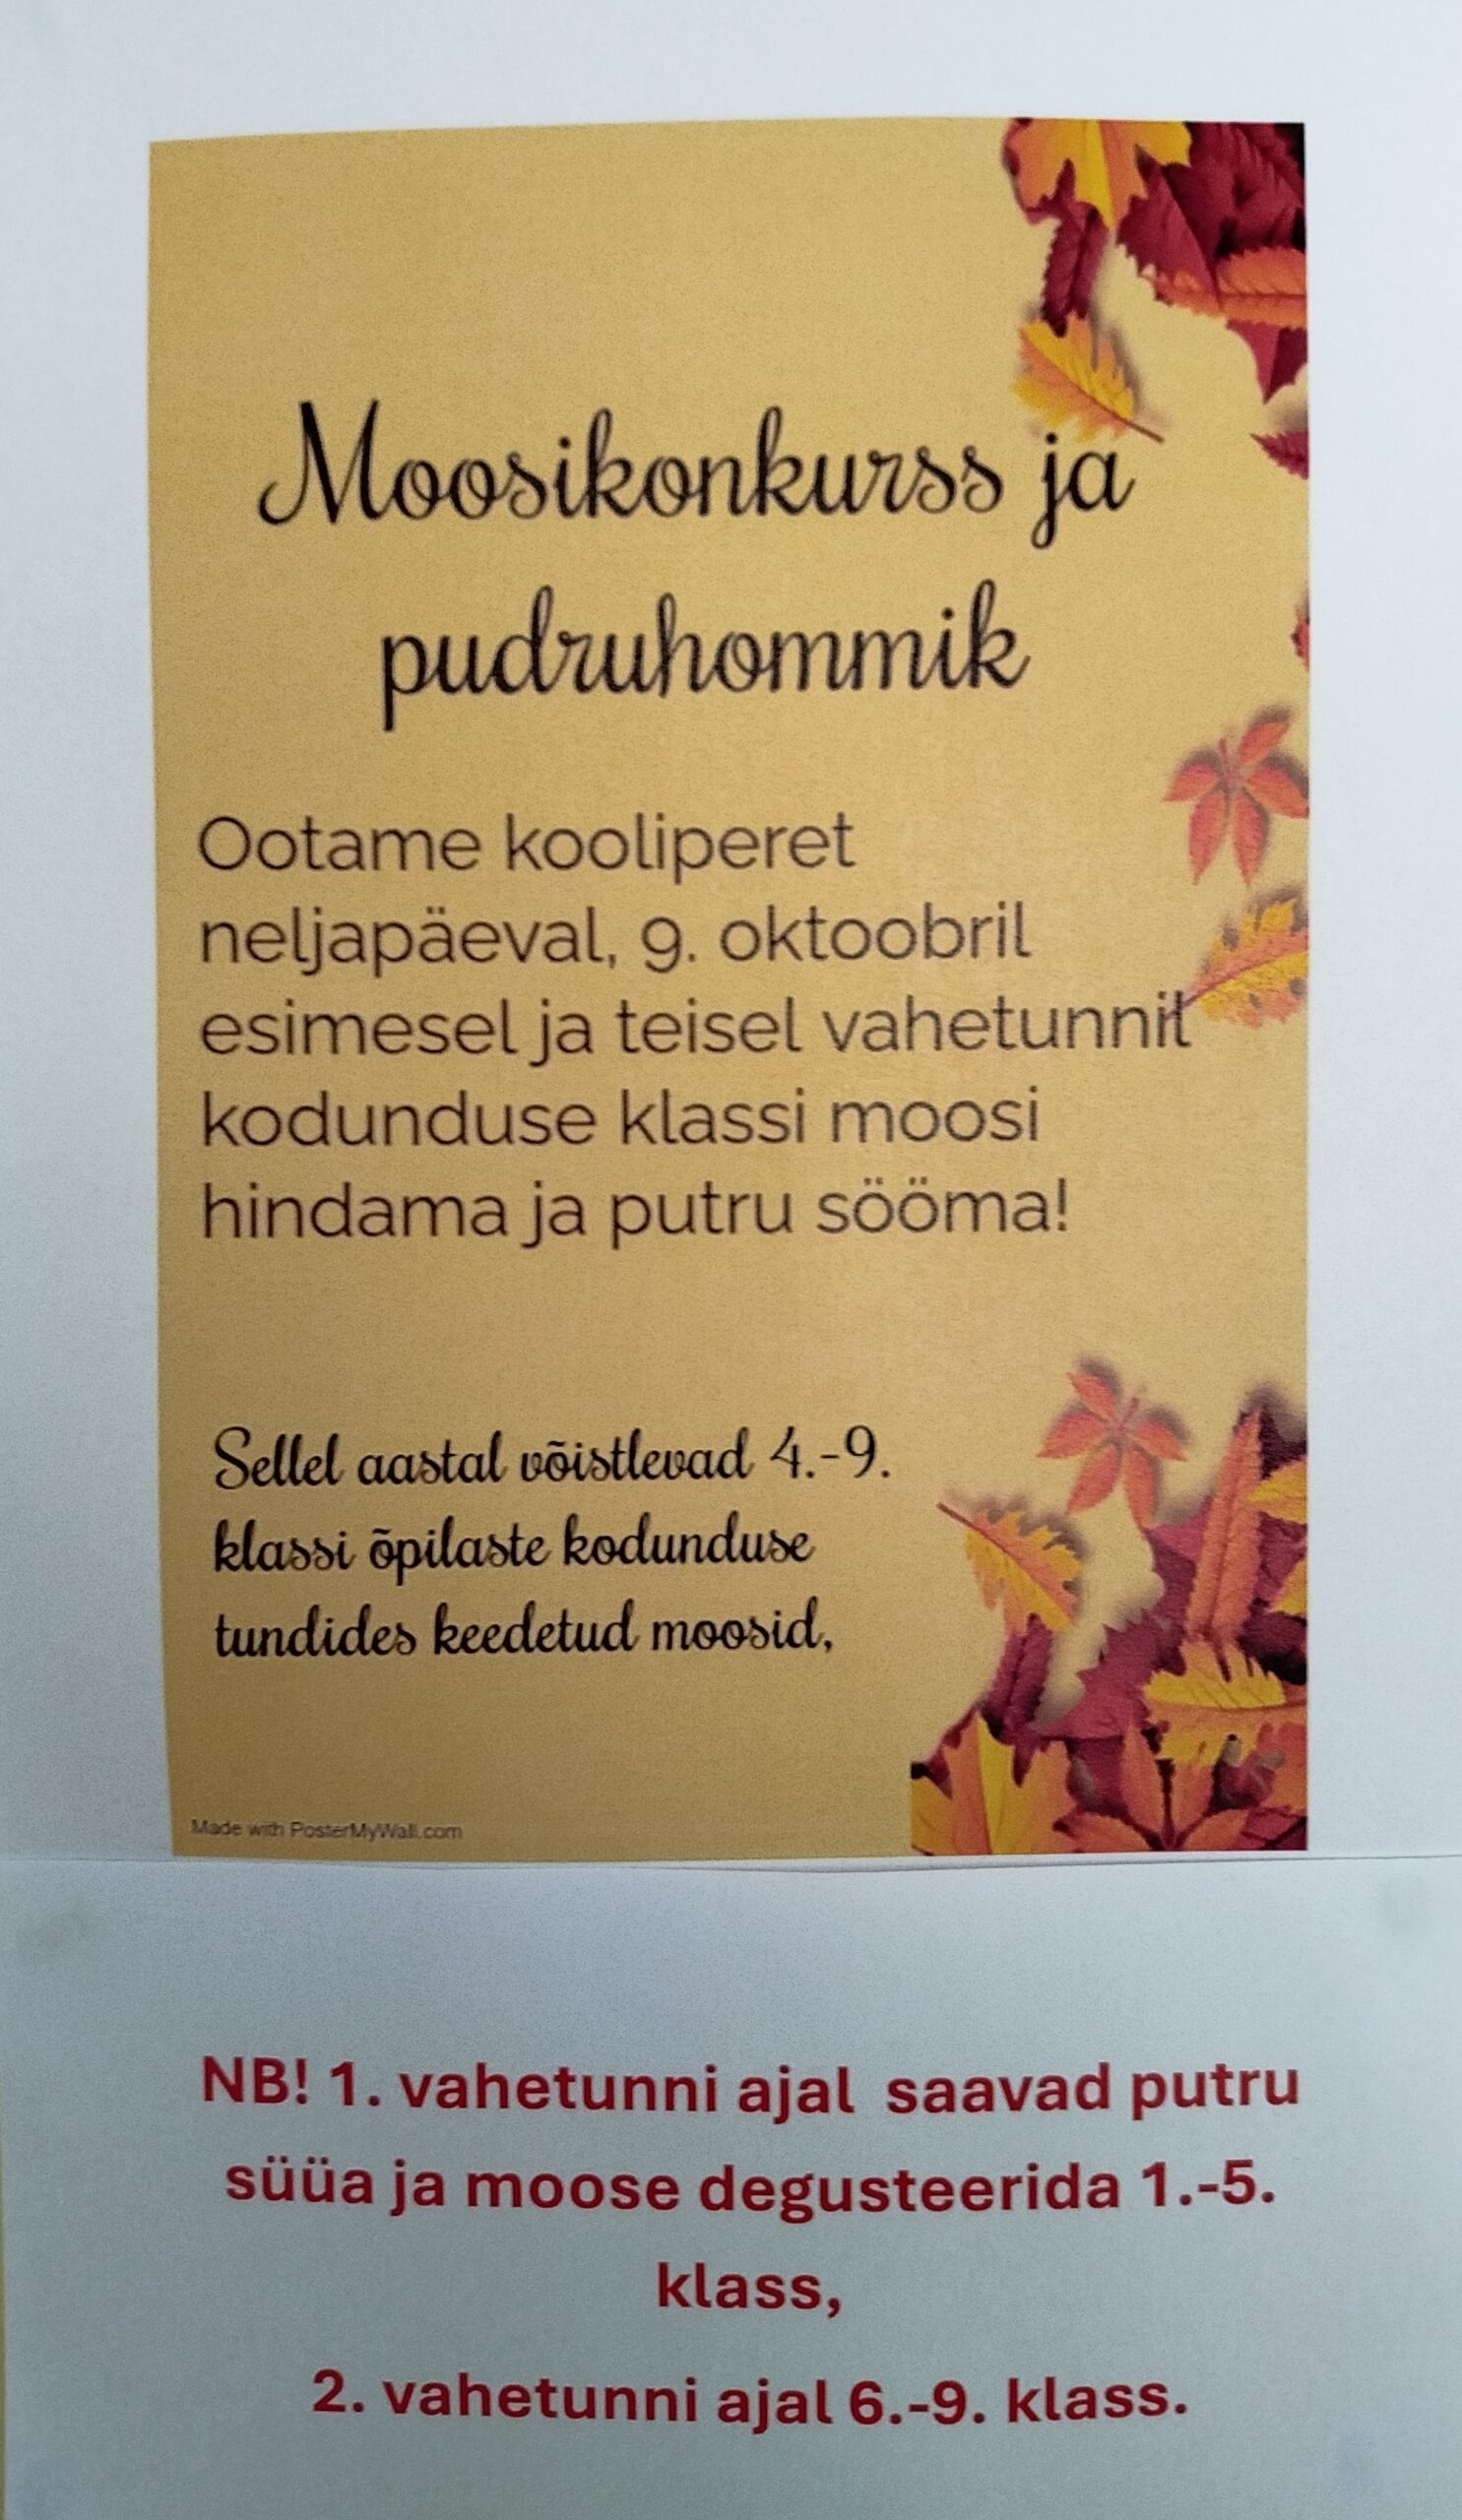 Moosikonkurss ja
pudruhommik
Ootame kooliperet
neljapäeval, 9. oktoobril
esimesel ja teisel vahetunnil
kodunduse klassi moosi
hindama ja putru sööma!
Sellel aastal võistlevad 4.-9.
klassi õpilaste kodunduse
tundides keedetud moosid,
Made with PosterMyWall.com
NB! 1. vahetunni ajal saavad putru
süüa ja moose degusteerida 1.-5.
klass,
2. vahetunni ajal 6.-9. klass.